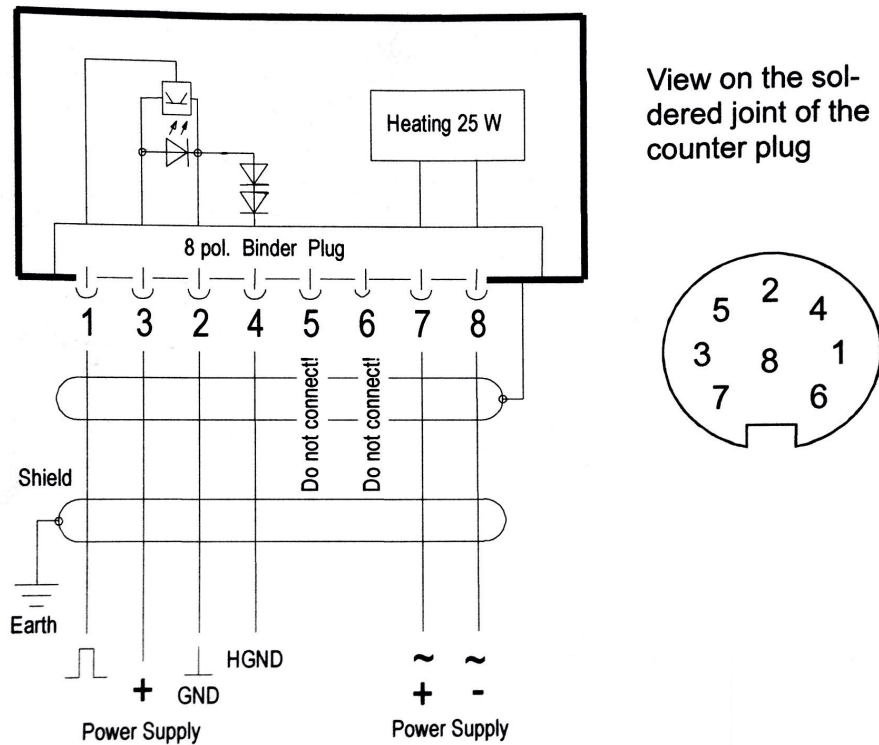 Heating 25 W
8 pol. Binder Plug
1 3 2 4 5 6 7 8
Do not connect!
Do not connect!
Shield
Earth
HGND
~ ~
+ GND + -
Power Supply Power Supply
View on the sol-
dered joint of the
counter plug
2
5 4
3 8 1
7 6